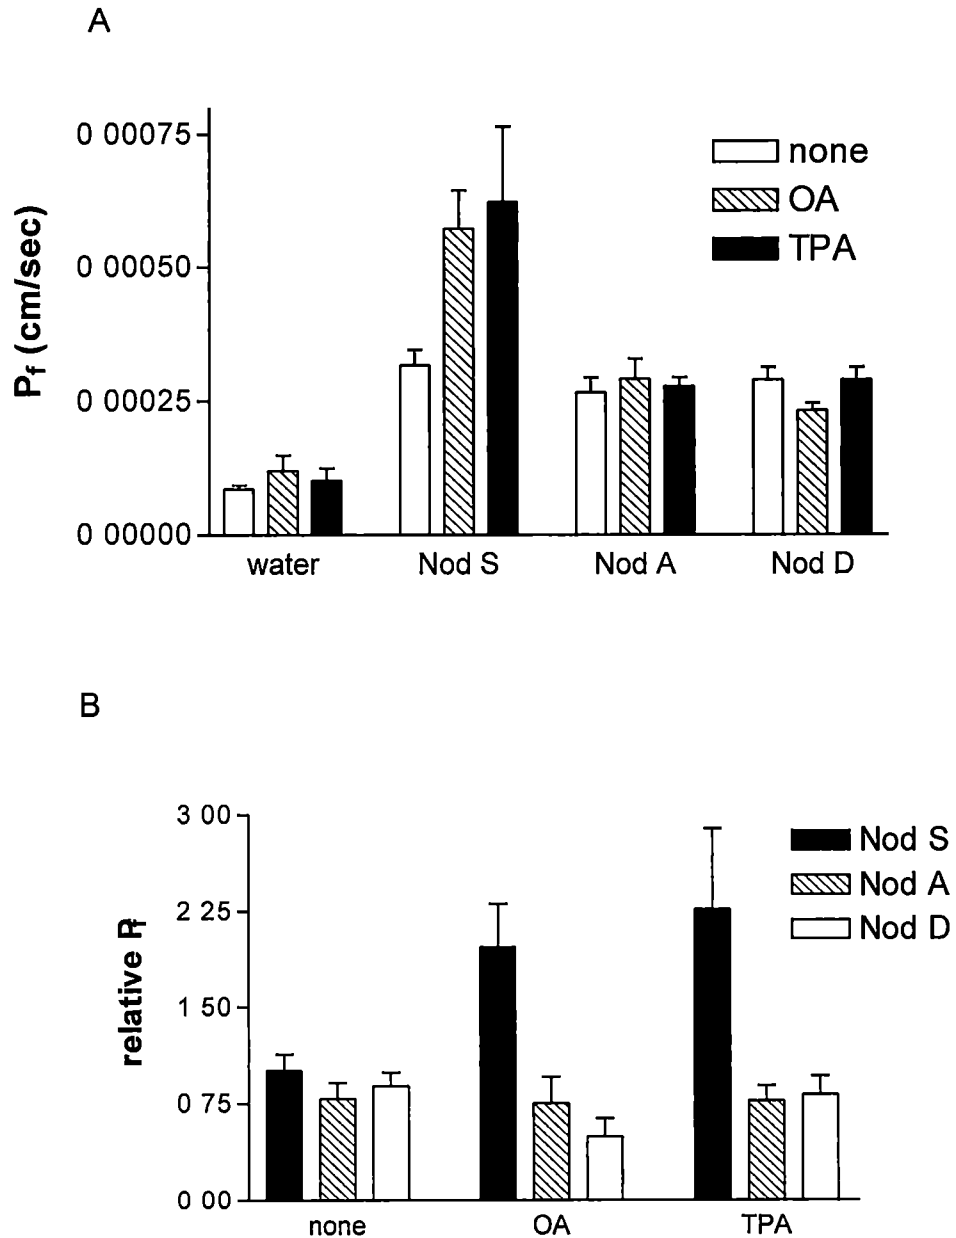 A
0 00075
0 00050
0 00025
0 00000
Pf (cm/sec)
none
OA
TPA
water Nod S Nod A Nod D
B
3 00
2 25
1 50
0 75
0 00
relative Pf
Nod S
Nod A
Nod D
none OA TPA